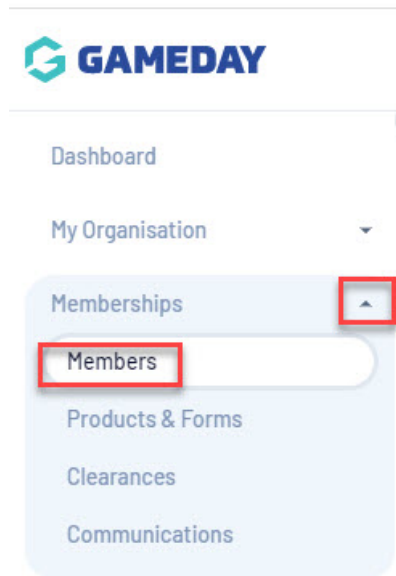 GAMEDAY
Dashboard
My Organisation
Memberships
Members
Products & Forms
Clearances
Communications